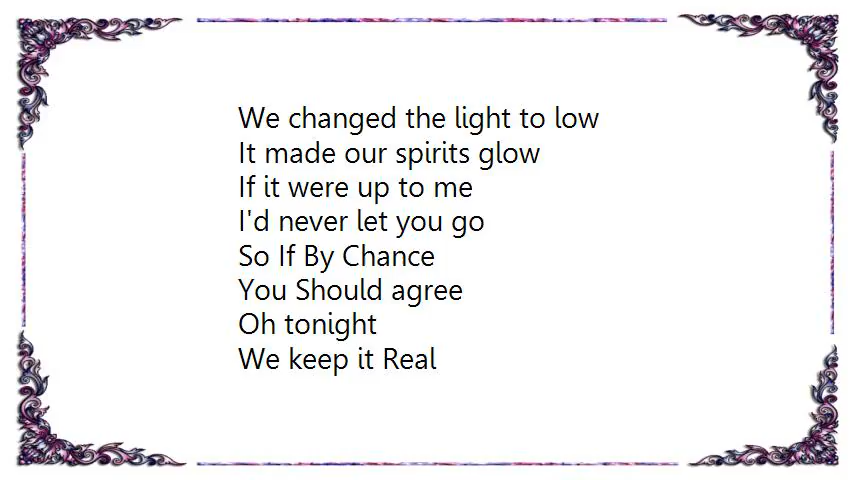 We changed the light to low
It made our spirits glow
If it were up to me
I'd never let you go
So If By Chance
You Should agree
Oh tonight
We keep it Real